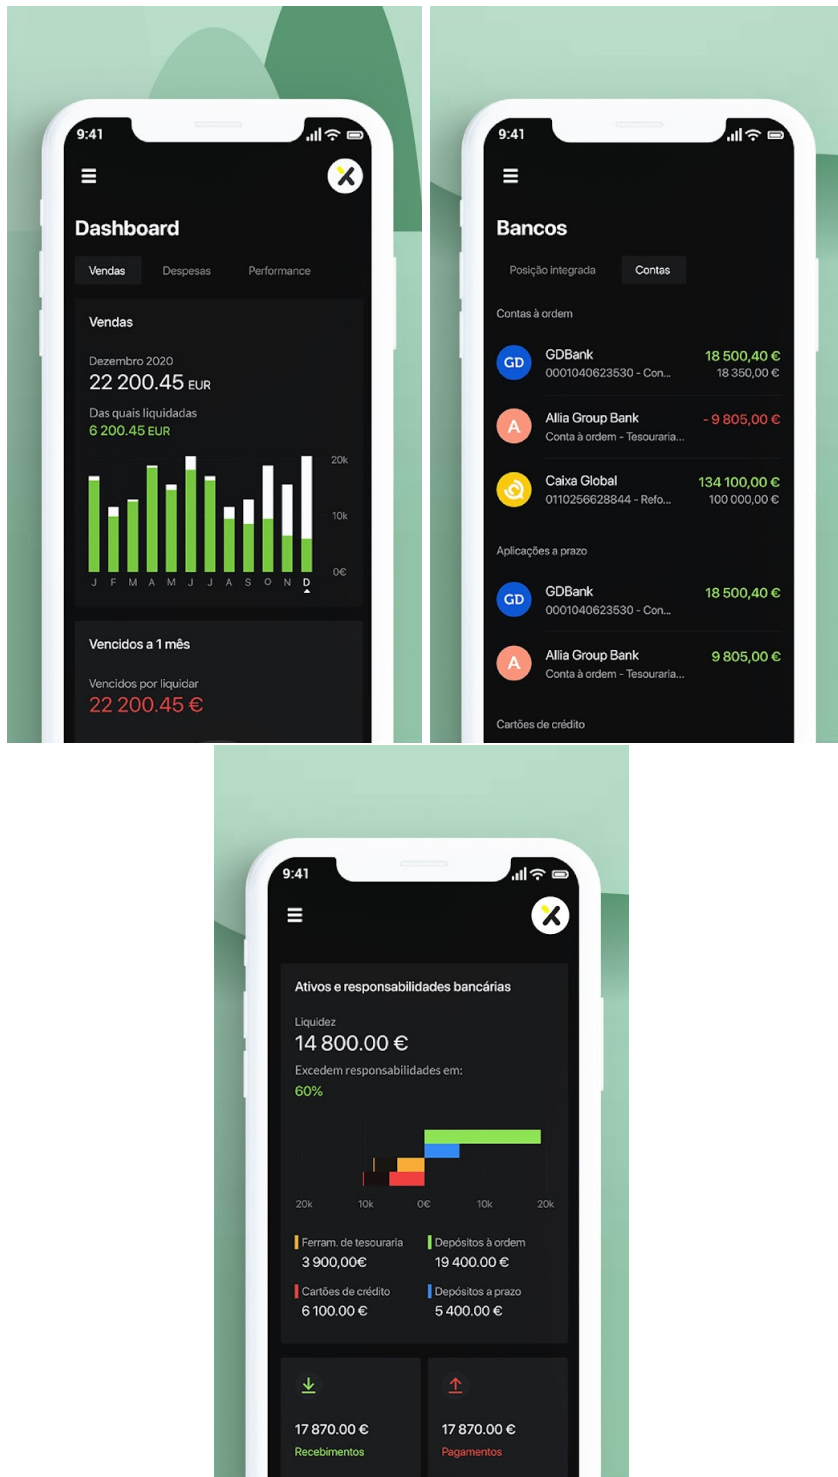 9:41
Dashboard
Vendas Despesas Performance
Vendas
Dezembro 2020
22 200.45 EUR
Das quais liquidadas
6 200.45 EUR
20k
10k
0€
J F M A M J J A S O N D
Vencidos a 1 mês
Vencidos por liquidar
22 200.45 €
9:41
Bancos
Posição integrada Contas
Contas à ordem
GD GDBank 18 500,40 €
0001040623530 - Con... 18 350,00 €
A Allia Group Bank - 9 805,00 €
Conta à ordem - Tesouraria...
Caixa Global 134 100,00 €
0110256628844 - Refo... 100 000,00 €
Aplicações a prazo
GD GDBank 18 500,40 €
0001040623530 - Con...
A Allia Group Bank 9 805,00 €
Conta à ordem - Tesouraria...
Cartões de crédito
9:41
Ativos e responsabilidades bancárias
Liquidez
14 800.00 €
Excedem responsabilidades em:
60%
20k 10k 0€ 10k 20k
Ferram. de tesouraria Depósitos à ordem
3 900,00€ 19 400.00 €
Cartões de crédito Depósitos a prazo
6 100.00 € 5 400.00 €
17 870.00 € 17 870.00 €
Recebimentos Pagamentos